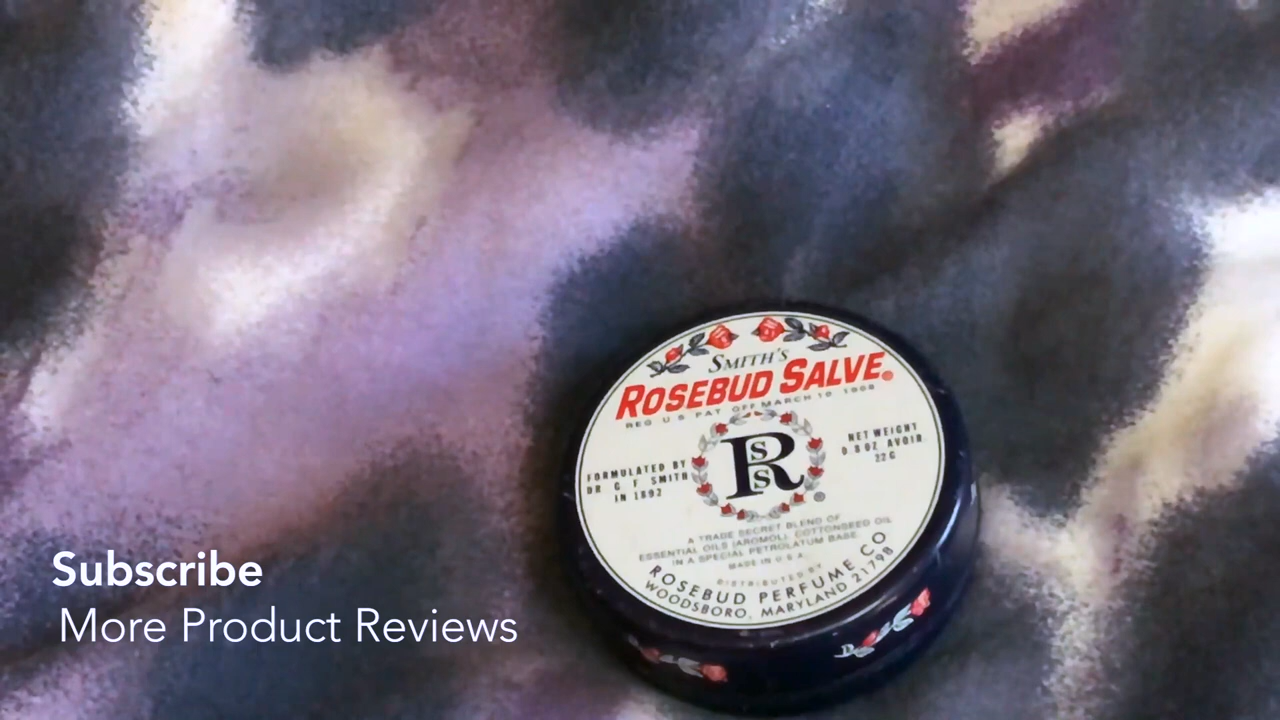 SMITH'S
ROSEBUD SALVE®
REG U S PAT OFF MARCH 10 1908
FORMULATED BY
DR G. F SMITH
IN 1892
RSS®
NET WEIGHT
0.8 OZ. AVOIR.
22 G
A TRADE SECRET BLEND OF
ESSENTIAL OILS (AROMOL), COTTONSEED OIL
IN A SPECIAL PETROLATUM BASE.
MADE IN U.S.A.
DISTRIBUTED BY
ROSEBUD PERFUME CO
WOODSBORO, MARYLAND 21798
Subscribe
More Product Reviews